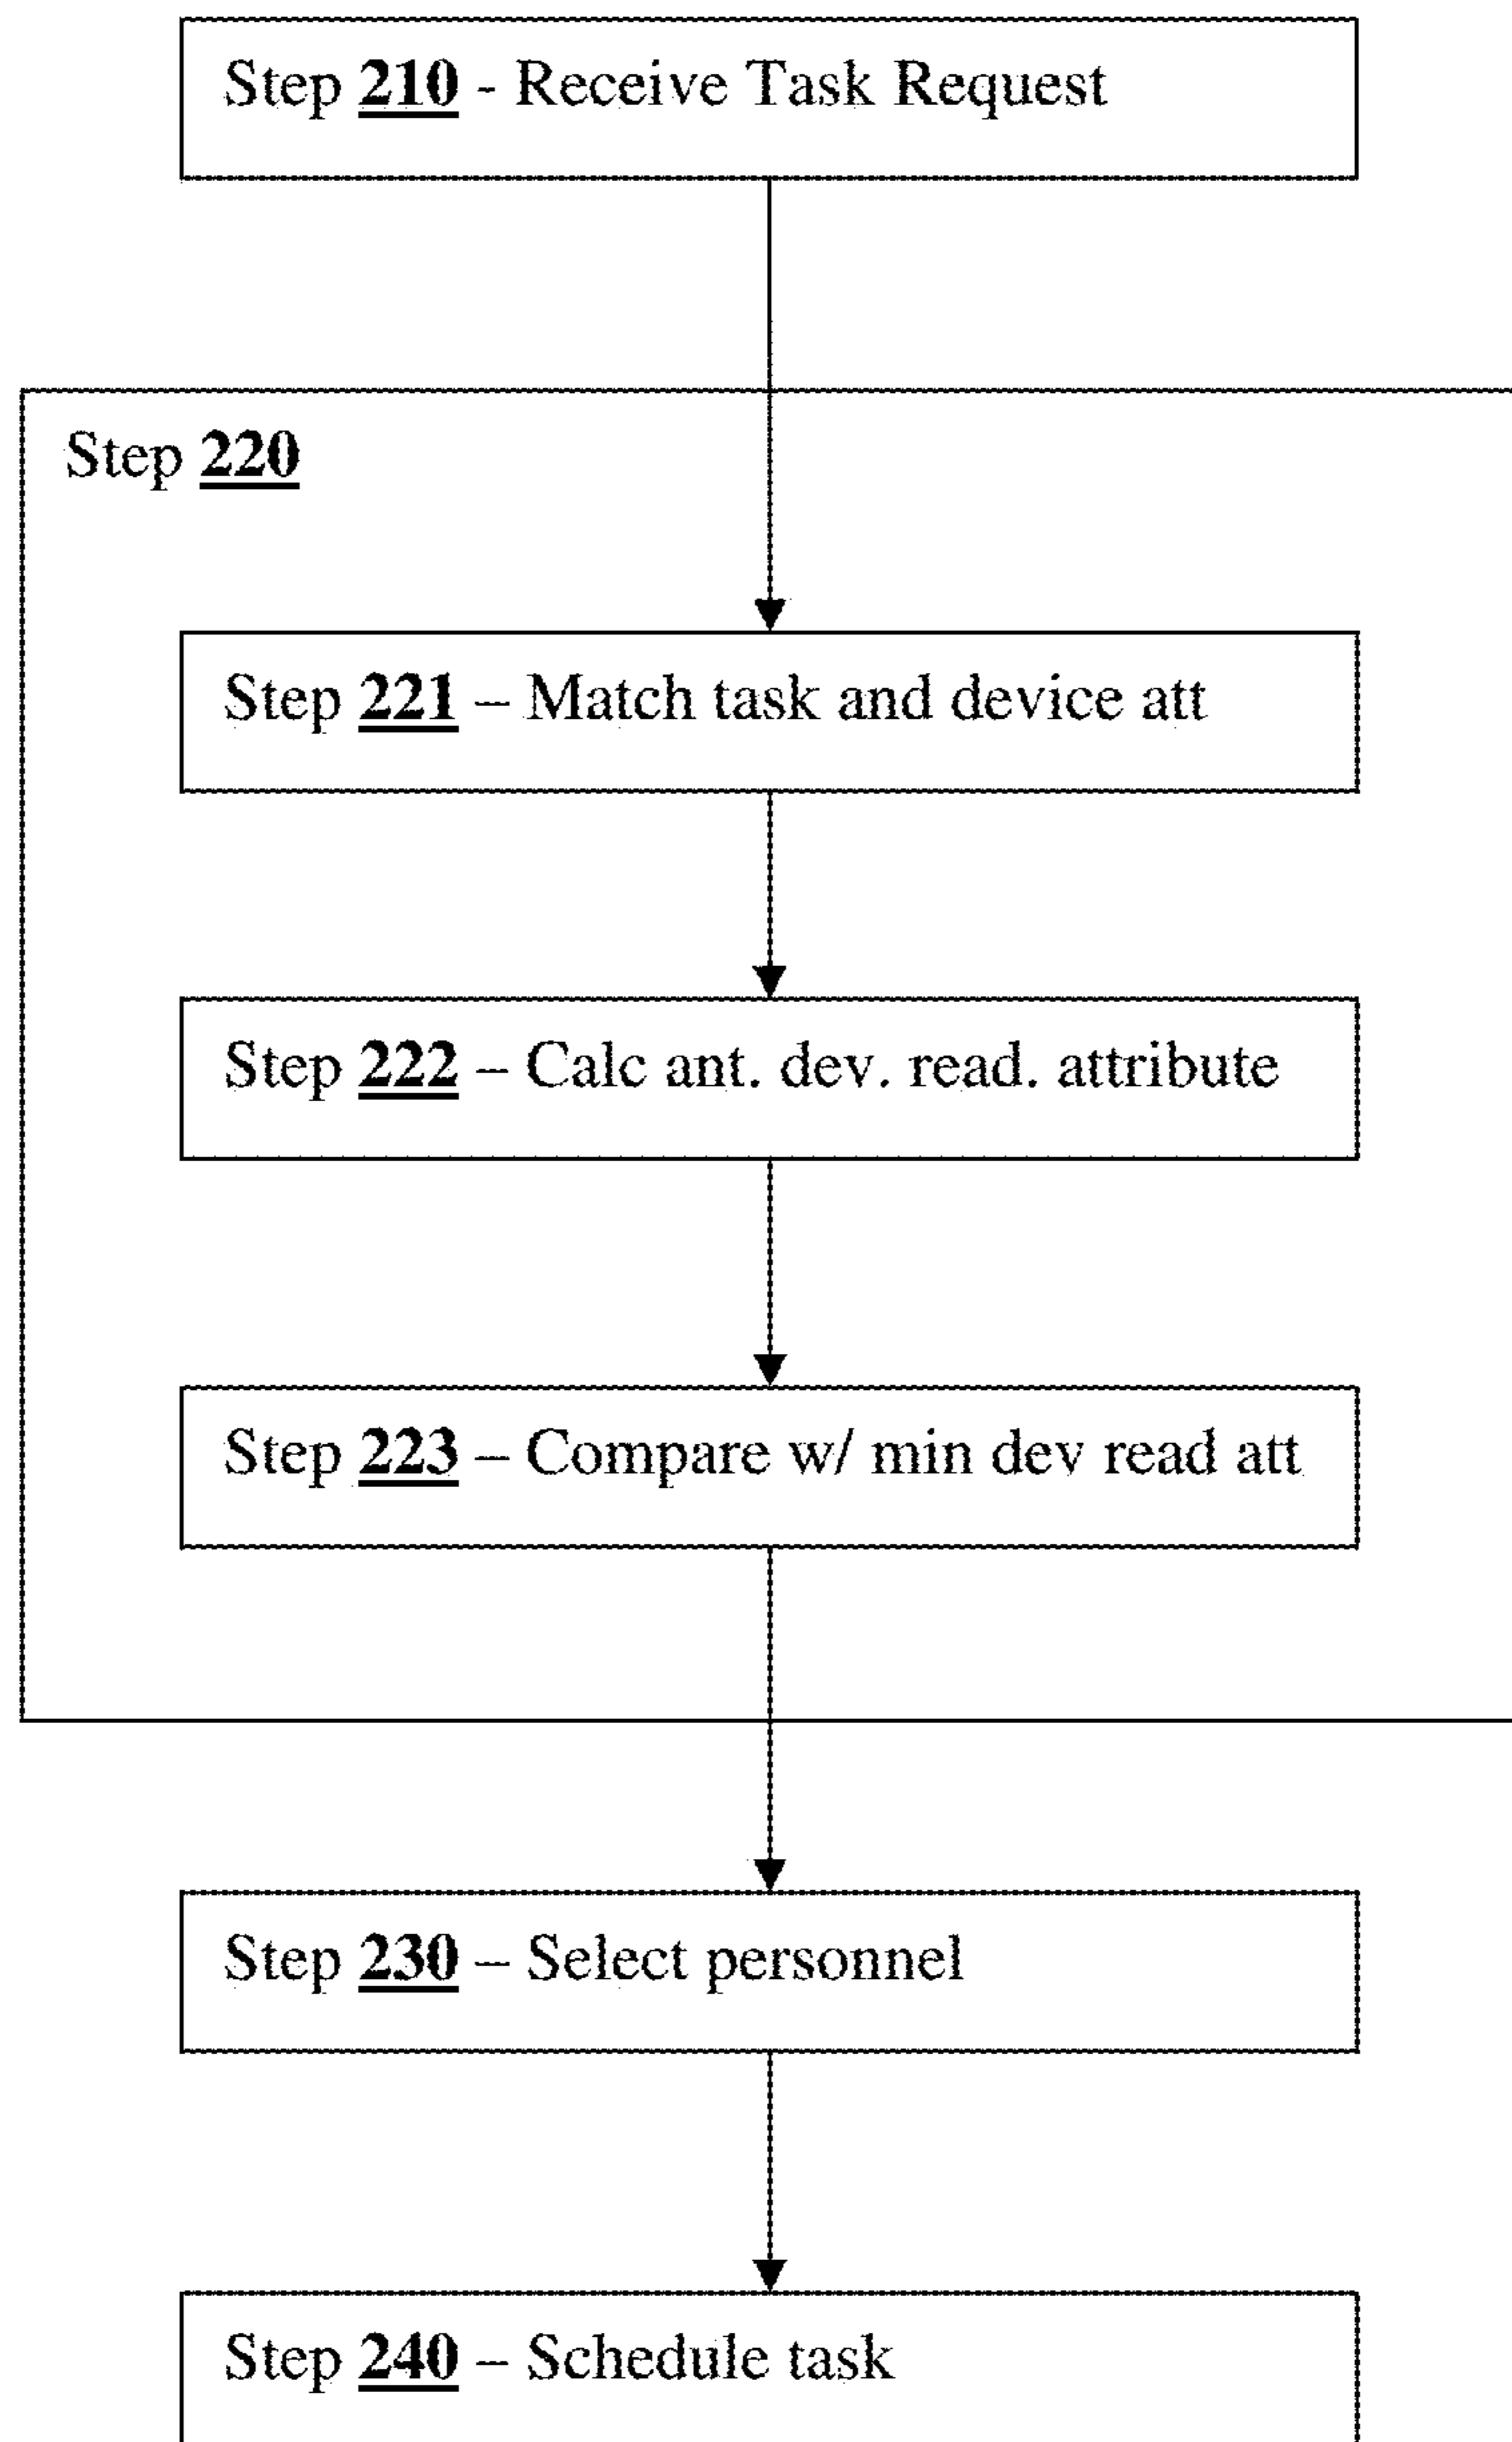 Step 210 - Receive Task Request
Step 220
Step 221 – Match task and device att
Step 222 – Calc ant. dev. read. attribute
Step 223 – Compare w/ min dev read att
Step 230 – Select personnel
Step 240 – Schedule task